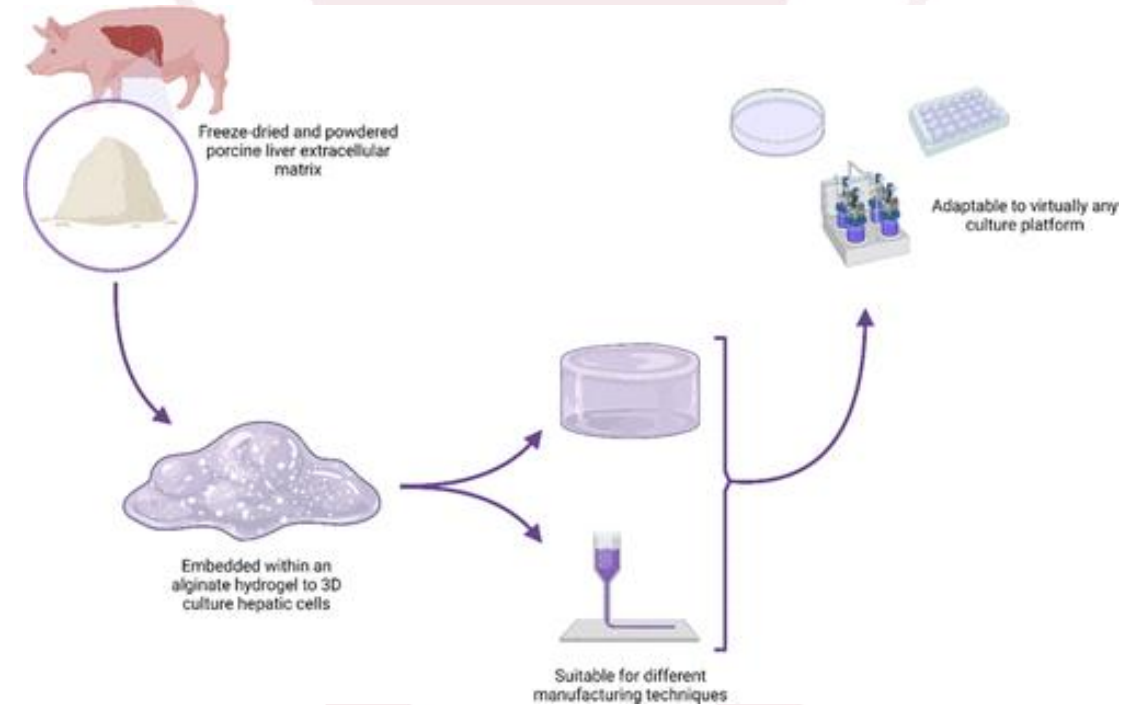 Freeze-dried and powdered
porcine liver extracellular
matrix
Adaptable to virtually any
culture platform
Embedded within an
alginate hydrogel to 3D
culture hepatic cells
Suitable for different
manufacturing techniques